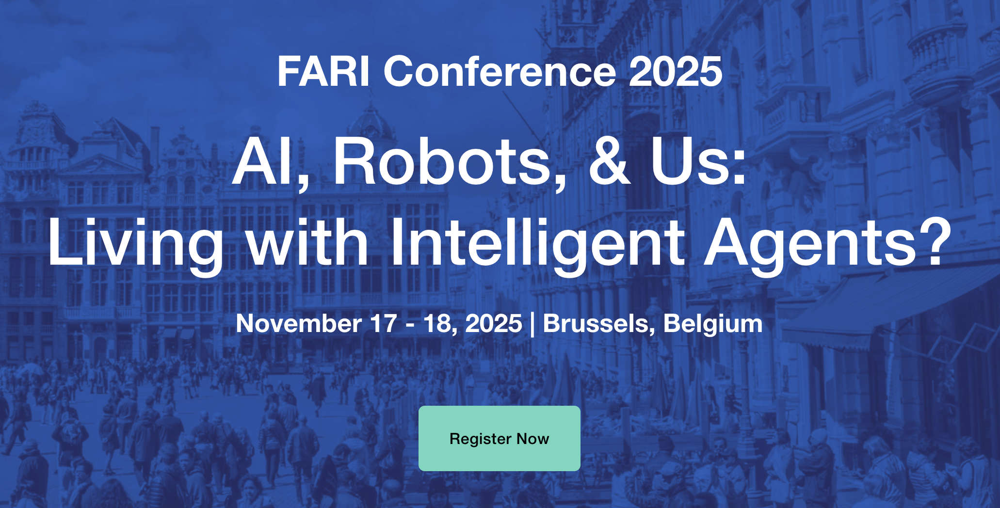 FARI Conference 2025
AI, Robots, & Us:
Living with Intelligent Agents?
November 17 - 18, 2025 | Brussels, Belgium
Register Now